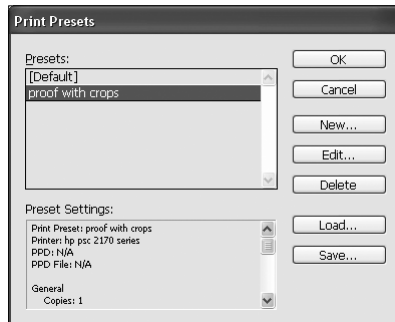 Print Presets
Presets:
[Default]
proof with crops
OK
Cancel
New...
Edit...
Delete
Preset Settings:
Print Preset: proof with crops
Printer: hp psc 2170 series
PPD: N/A
PPD File: N/A
General
Copies: 1
Load...
Save...